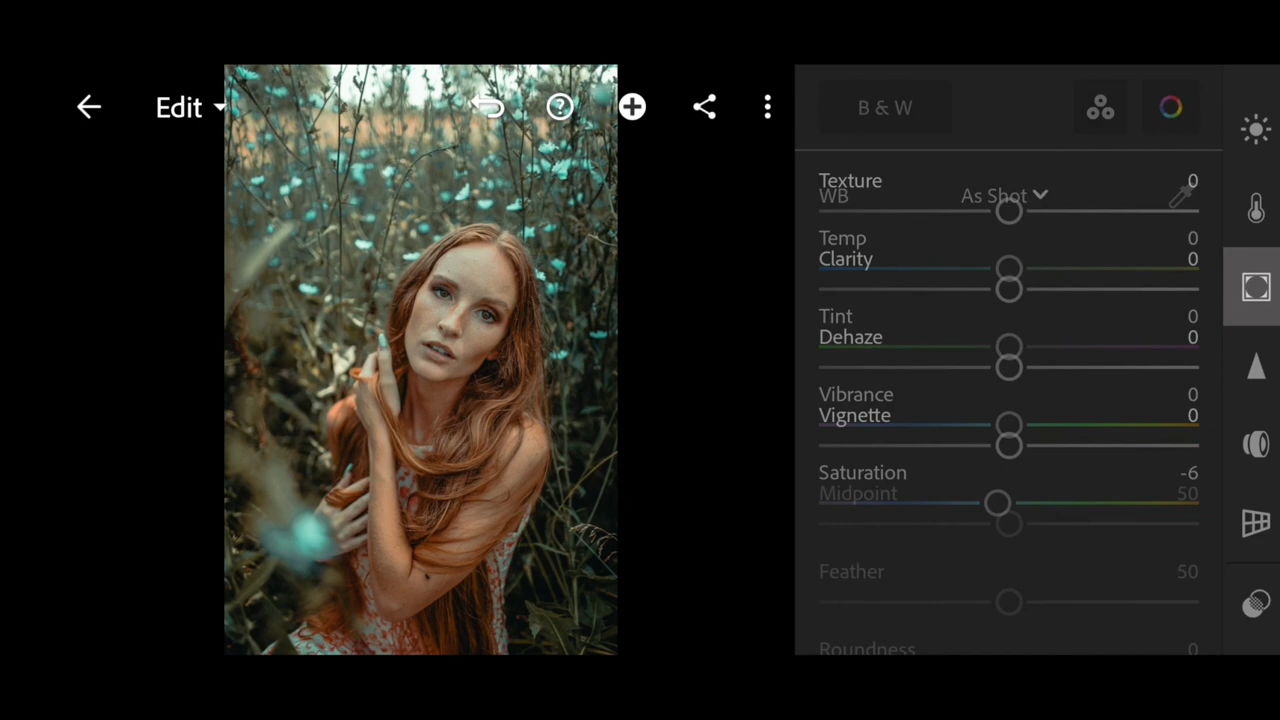 Edit
B & W
Texture 0
WB As Shot
Temp 0
Clarity 0
Tint 0
Dehaze 0
Vibrance 0
Vignette 0
Saturation -6
Midpoint 50
Feather 50
Roundness 0